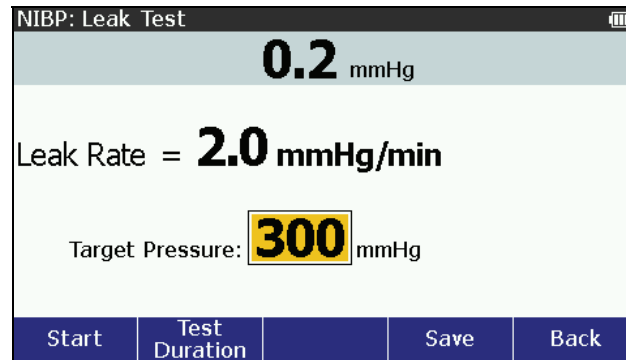 NIBP: Leak Test
0.2 mmHg
Leak Rate = 2.0 mmHg/min
Target Pressure: 300 mmHg
Start Test Duration Save Back